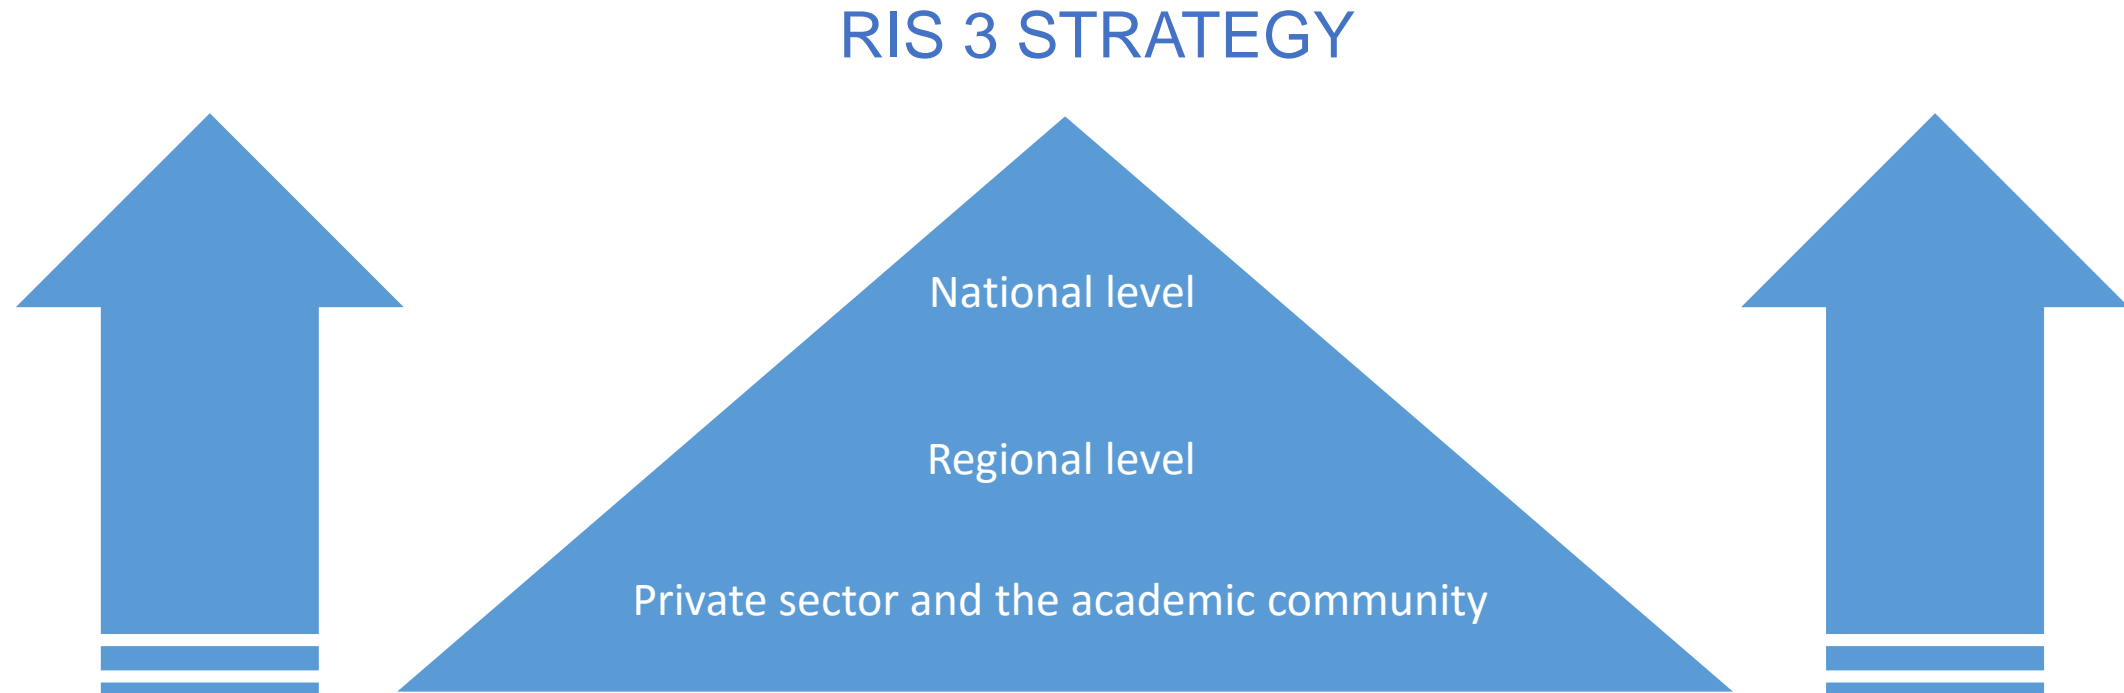 RIS 3 STRATEGY
National level
Regional level
Private sector and the academic community